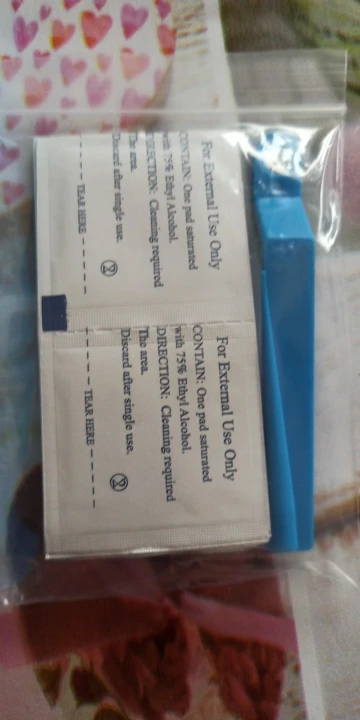 For External Use Only
CONTAIN: One pad saturated
with 75% Ethyl Alcohol.
DIRECTION: Cleaning required
The area.
Discard after single use.
TEAR HERE
For External Use Only
CONTAIN: One pad saturated
with 75% Ethyl Alcohol.
DIRECTION: Cleaning required
The area.
Discard after single use.
TEAR HERE